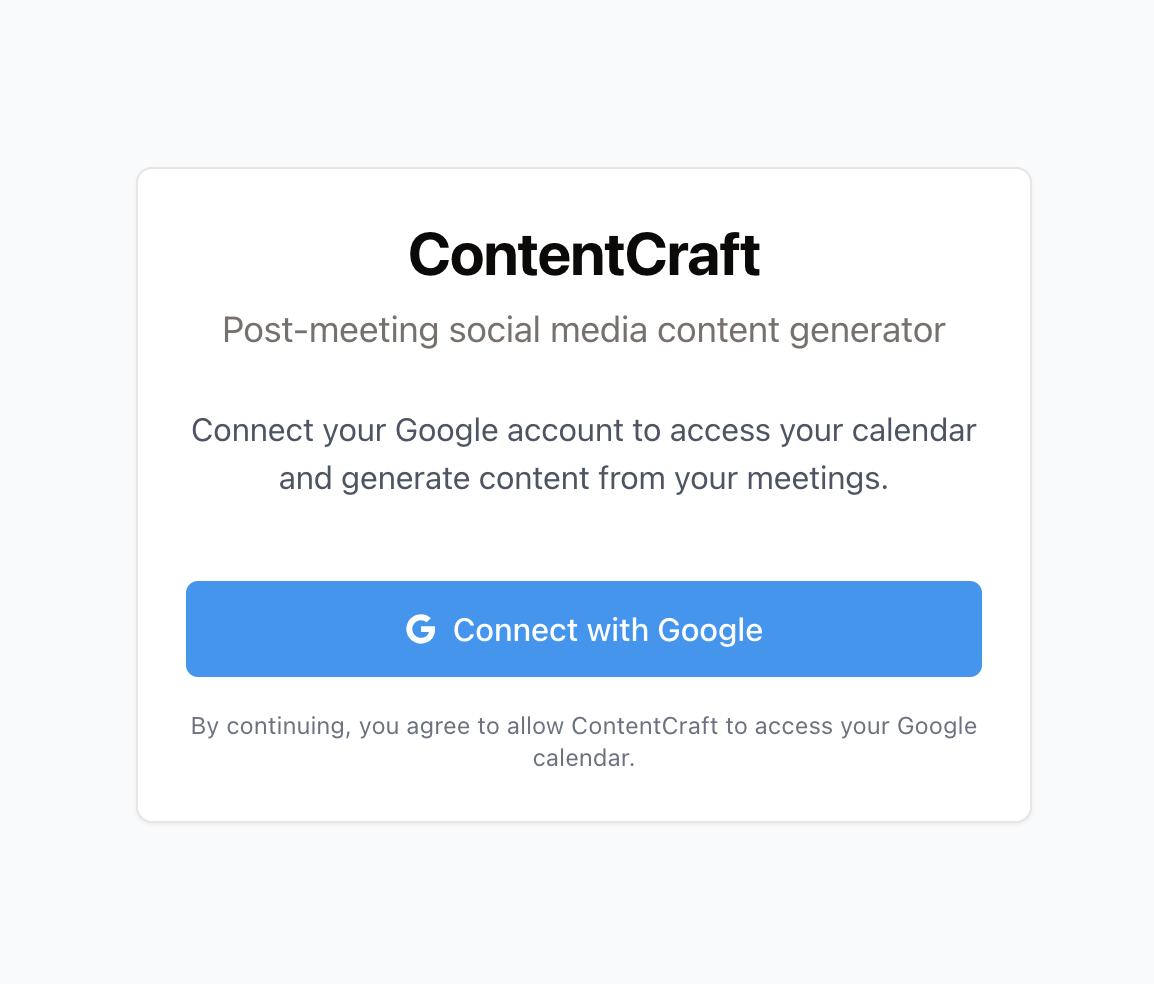 ContentCraft
Post-meeting social media content generator
Connect your Google account to access your calendar
and generate content from your meetings.
G Connect with Google
By continuing, you agree to allow ContentCraft to access your Google
calendar.